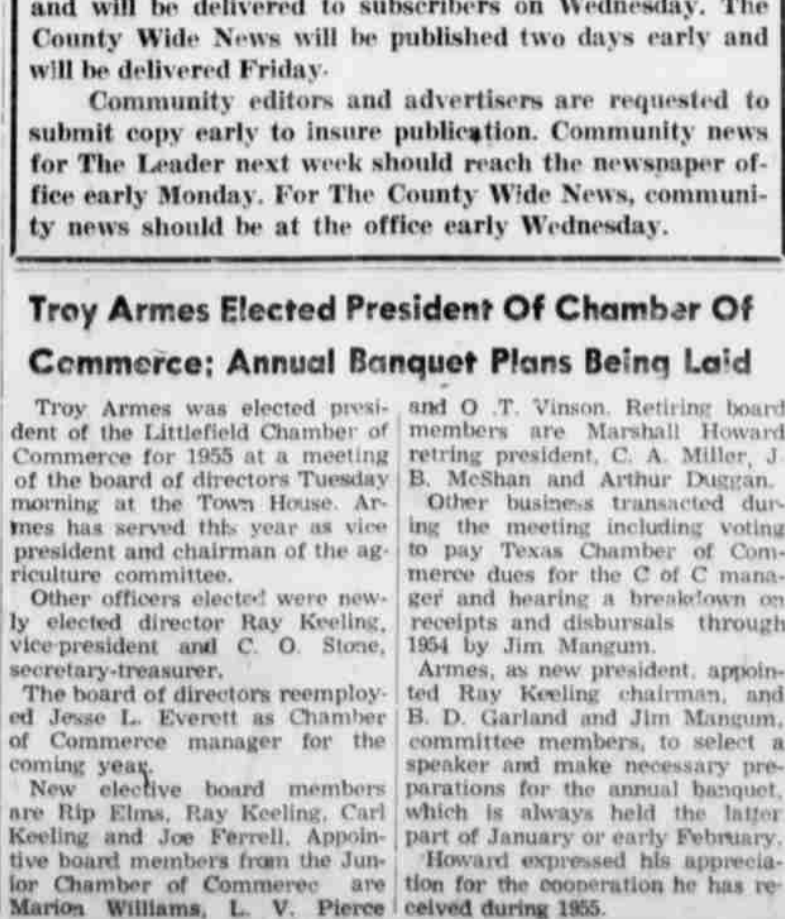 and will be delivered to subscribers on Wednesday. The
County Wide News will be published two days early and
will be delivered Friday.
Community editors and advertisers are requested to
submit copy early to insure publication. Community news
for The Leader next week should reach the newspaper of-
fice early Monday. For The County Wide News, communi-
ty news should be at the office early Wednesday.
Troy Armes Elected President Of Chamber Of
Commerce; Annual Banquet Plans Being Laid
Troy Armes was elected presi-
dent of the Littlefield Chamber of
Commerce for 1955 at a meeting
of the board of directors Tuesday
morning at the Town House. Ar-
mes has served this year as vice
president and chairman of the ag-
riculture committee.
Other officers elected were new-
ly elected director Ray Keeling,
vice-president and C. O. Stone,
secretary-treasurer.
The board of directors reemploy-
ed Jesse L. Everett as Chamber
of Commerce manager for the
coming year.
New elective board members
are Rip Elms, Ray Keeling, Carl
Keeling and Joe Ferrell. Appoin-
tive board members from the Jun-
ior Chamber of Commerec are
Marion Williams, L. V. Pierce
and O .T. Vinson. Retiring board
members are Marshall Howard
retring president, C. A. Miller, J.
B. McShan and Arthur Duggan.
Other business transacted dur-
ing the meeting including voting
to pay Texas Chamber of Com-
merce dues for the C of C mana-
ger and hearing a breakdown on
receipts and disbursals through
1954 by Jim Mangum.
Armes, as new president, appoin-
ted Ray Keeling chairman, and
B. D. Garland and Jim Mangum,
committee members, to select a
speaker and make necessary pre-
parations for the annual banquet,
which is always held the latter
part of January or early February.
Howard expressed his apprecia-
tion for the cooperation he has re-
ceived during 1955.